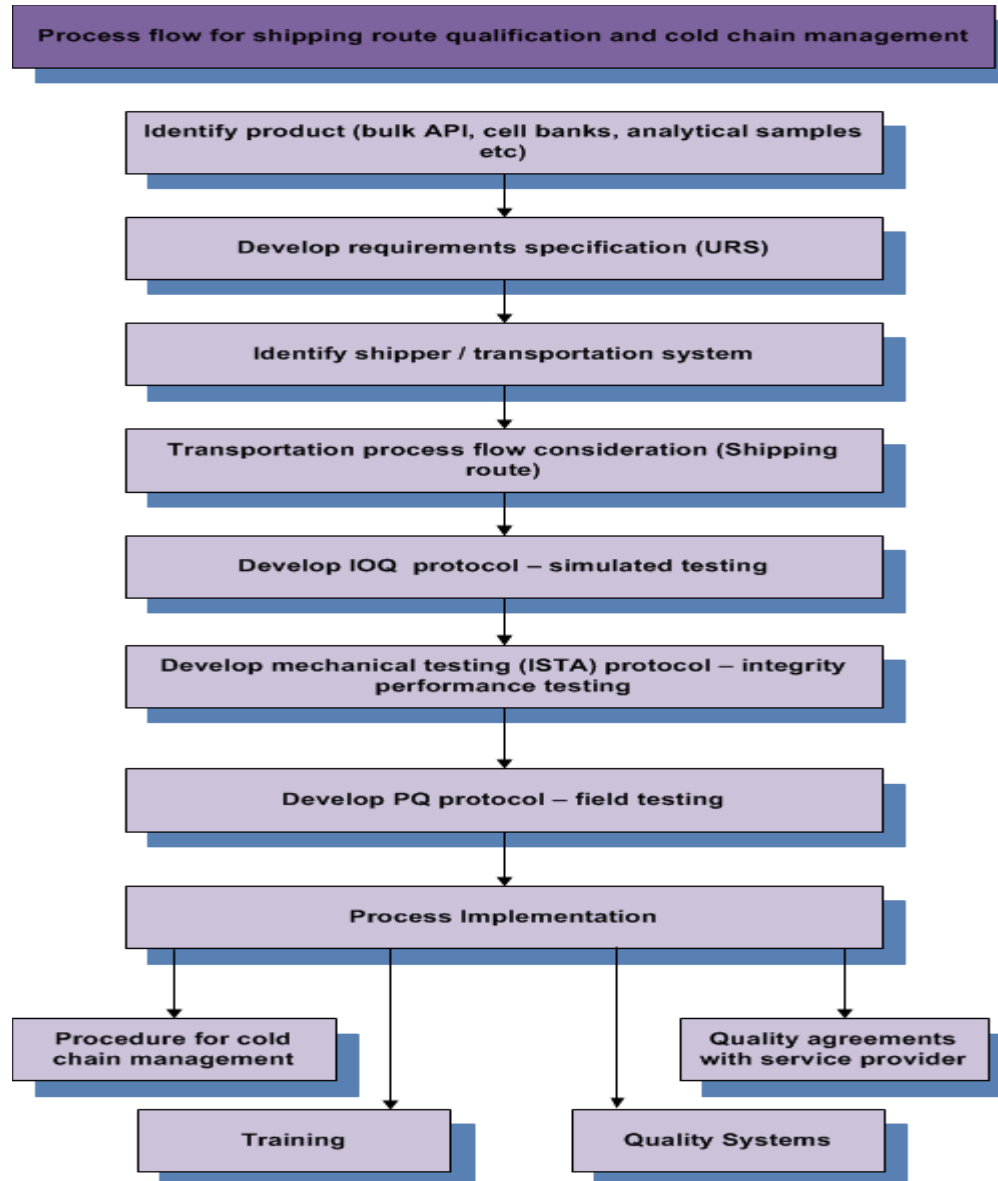 Process flow for shipping route qualification and cold chain management
Identify product (bulk API, cell banks, analytical samples
etc)
Develop requirements specification (URS)
Identify shipper / transportation system
Transportation process flow consideration (Shipping
route)
Develop IOQ  protocol – simulated testing
Develop mechanical testing (ISTA) protocol – integrity
performance testing
Develop PQ protocol – field testing
Process Implementation
Procedure for cold
chain management
Quality agreements
with service provider
Training
Quality Systems